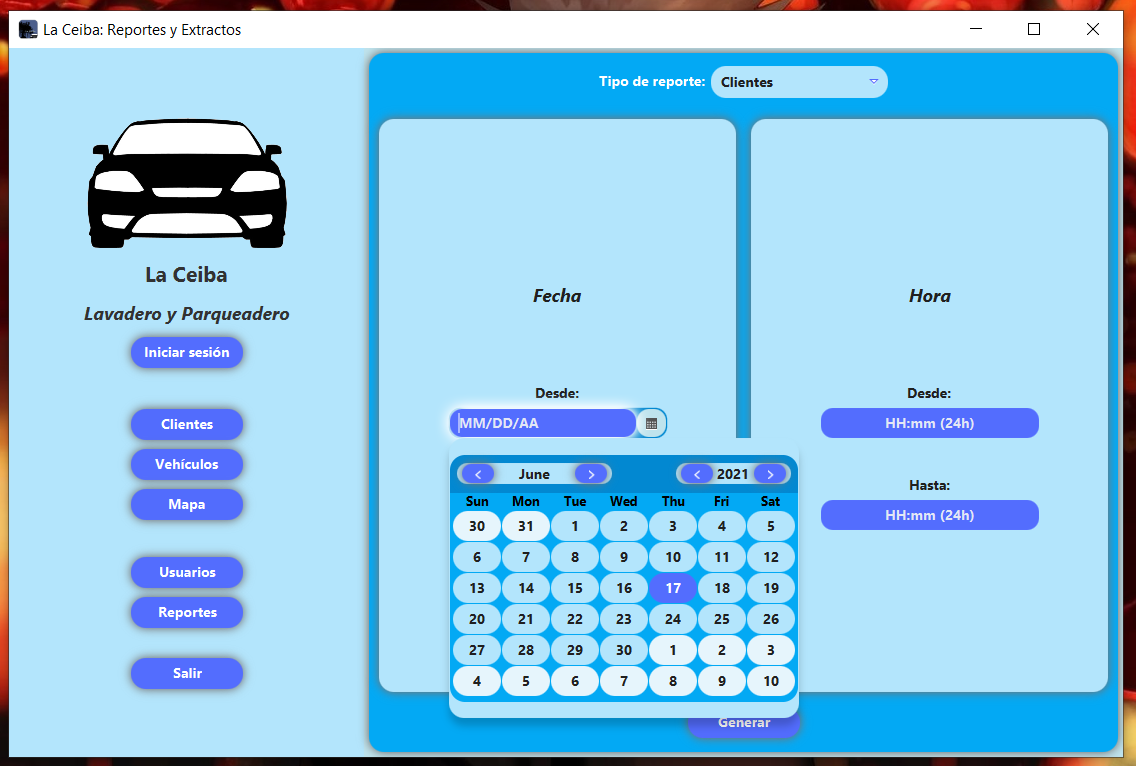 La Ceiba: Reportes y Extractos
Tipo de reporte: Clientes
La Ceiba
Lavadero y Parqueadero
Iniciar sesión
Clientes
Vehículos
Mapa
Usuarios
Reportes
Salir
Fecha
Desde:
MM/DD/AA
June 2021
Sun Mon Tue Wed Thu Fri Sat
30 31 1 2 3 4 5
6 7 8 9 10 11 12
13 14 15 16 17 18 19
20 21 22 23 24 25 26
27 28 29 30 1 2 3
4 5 6 7 8 9 10
Hora
Desde:
HH:mm (24h)
Hasta:
HH:mm (24h)
Generar